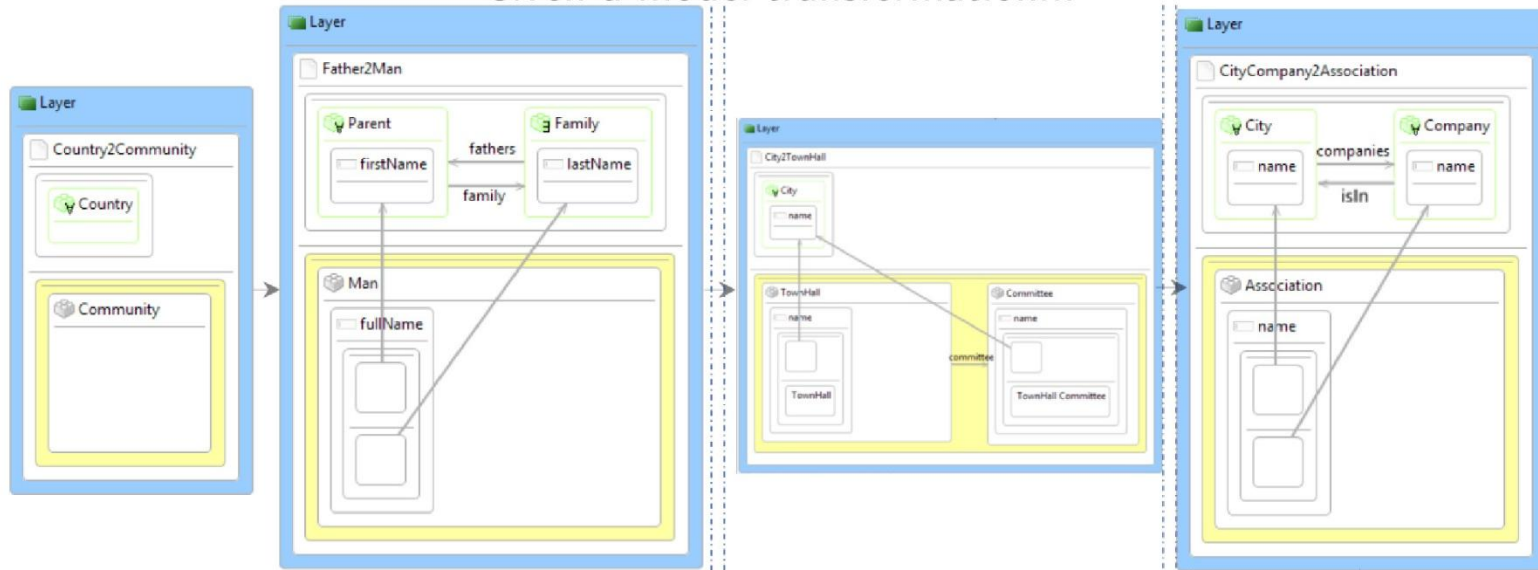 Layer
Country2Community
Country
Community
Layer
Father2Man
Parent
firstName
fathers
family
Family
lastName
Man
fullName
Layer
City2TownHall
City
name
TownHall
name
TownHall
committee
Committee
name
TownHall Committee
Layer
CityCompany2Association
City
name
companies
isIn
Company
name
Association
name